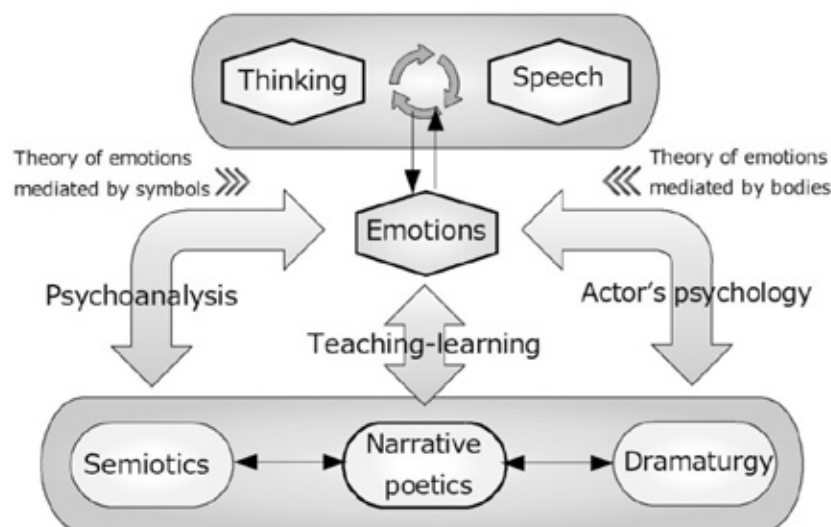 Thinking
Speech
Theory of emotions
mediated by symbols
Theory of emotions
mediated by bodies
Emotions
Psychoanalysis
Actor's psychology
Teaching-learning
Semiotics
Narrative
poetics
Dramaturgy